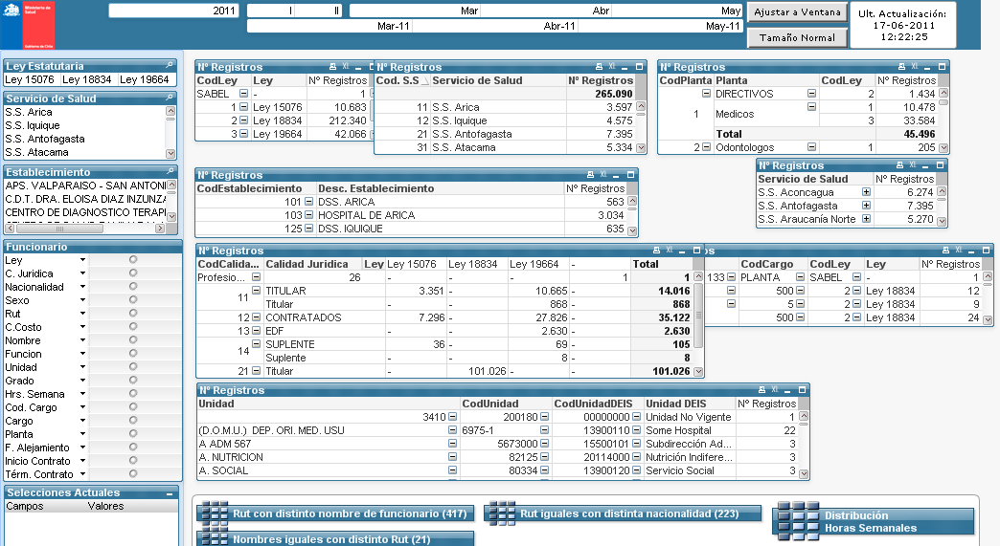 Ministerio de
Salud
Gobierno de Chile
2011
I II
Mar Abr May
Mar-11 Abr-11 May-11
Ajustar a Ventana
Tamaño Normal
Ult. Actualización:
17-06-2011
12:22:25
Ley Estatutaria
Ley 15076 Ley 18834 Ley 19664
Servicio de Salud
S.S. Arica
S.S. Iquique
S.S. Antofagasta
S.S. Atacama
Establecimiento
APS. VALPARAISO - SAN ANTONI
C.D.T. DRA. ELOISA DIAZ INZUNZA
CENTRO DE DIAGNOSTICO TERAPI
Funcionario
Ley
C. Juridica
Nacionalidad
Sexo
Rut
C.Costo
Nombre
Funcion
Unidad
Grado
Hrs. Semana
Cod. Cargo
Cargo
Planta
F. Alejamiento
Inicio Contrato
Térm. Contrato
Selecciones Actuales
Campos Valores
Nº Registros
CodLey Ley Nº Registros
SABEL - 1
1 Ley 15076 10.683
2 Ley 18834 212.340
3 Ley 19664 42.066
Nº Registros
Cod. S.S Servicio de Salud Nº Registros
265.090
11 S.S. Arica 3.597
12 S.S. Iquique 4.575
21 S.S. Antofagasta 7.395
31 S.S. Atacama 5.334
Nº Registros
CodPlanta Planta CodLey Nº Registros
1 DIRECTIVOS 2 1.434
Medicos 1 10.478
3 33.584
Total 45.496
2 Odontologos 1 205
Nº Registros
CodEstablecimiento Desc. Establecimiento Nº Registros
101 DSS. ARICA 563
103 HOSPITAL DE ARICA 3.034
125 DSS. IQUIQUE 635
Nº Registros
Servicio de Salud Nº Registros
S.S. Aconcagua 6.274
S.S. Antofagasta 7.395
S.S. Araucanía Norte 5.270
Nº Registros
CodCalida... Calidad Juridica Ley Ley 15076 Ley 18834 Ley 19664 - Total
Profesio... 26 - - - 1 1
11 TITULAR 3.351 - 10.665 - 14.016
Titular - - 868 - 868
12 CONTRATADOS 7.296 - 27.826 - 35.122
13 EDF - - 2.630 - 2.630
14 SUPLENTE 36 - 69 - 105
Suplente - - 8 - 8
21 Titular - 101.026 - - 101.026
os
CodCargo CodLey Ley Nº Registros
133 PLANTA SABEL - 1
500 2 Ley 18834 12
5 2 Ley 18834 9
500 2 Ley 18834 24
Nº Registros
Unidad CodUnidad CodUnidadDEIS Unidad DEIS Nº Registros
3410 200180 00000000 Unidad No Vigente 1
(D.O.M.U.) DEP. ORI. MED. USU 6975-1 13900110 Some Hospital 22
A ADM 567 5673000 15500101 Subdirección Ad... 3
A. NUTRICION 82125 20114000 Nutrición Indifere... 3
A. SOCIAL 80334 13900120 Servicio Social 3
Rut con distinto nombre de funcionario (417)
Rut iguales con distinta nacionalidad (223)
Distribución
Horas Semanales
Nombres iguales con distinto Rut (21)